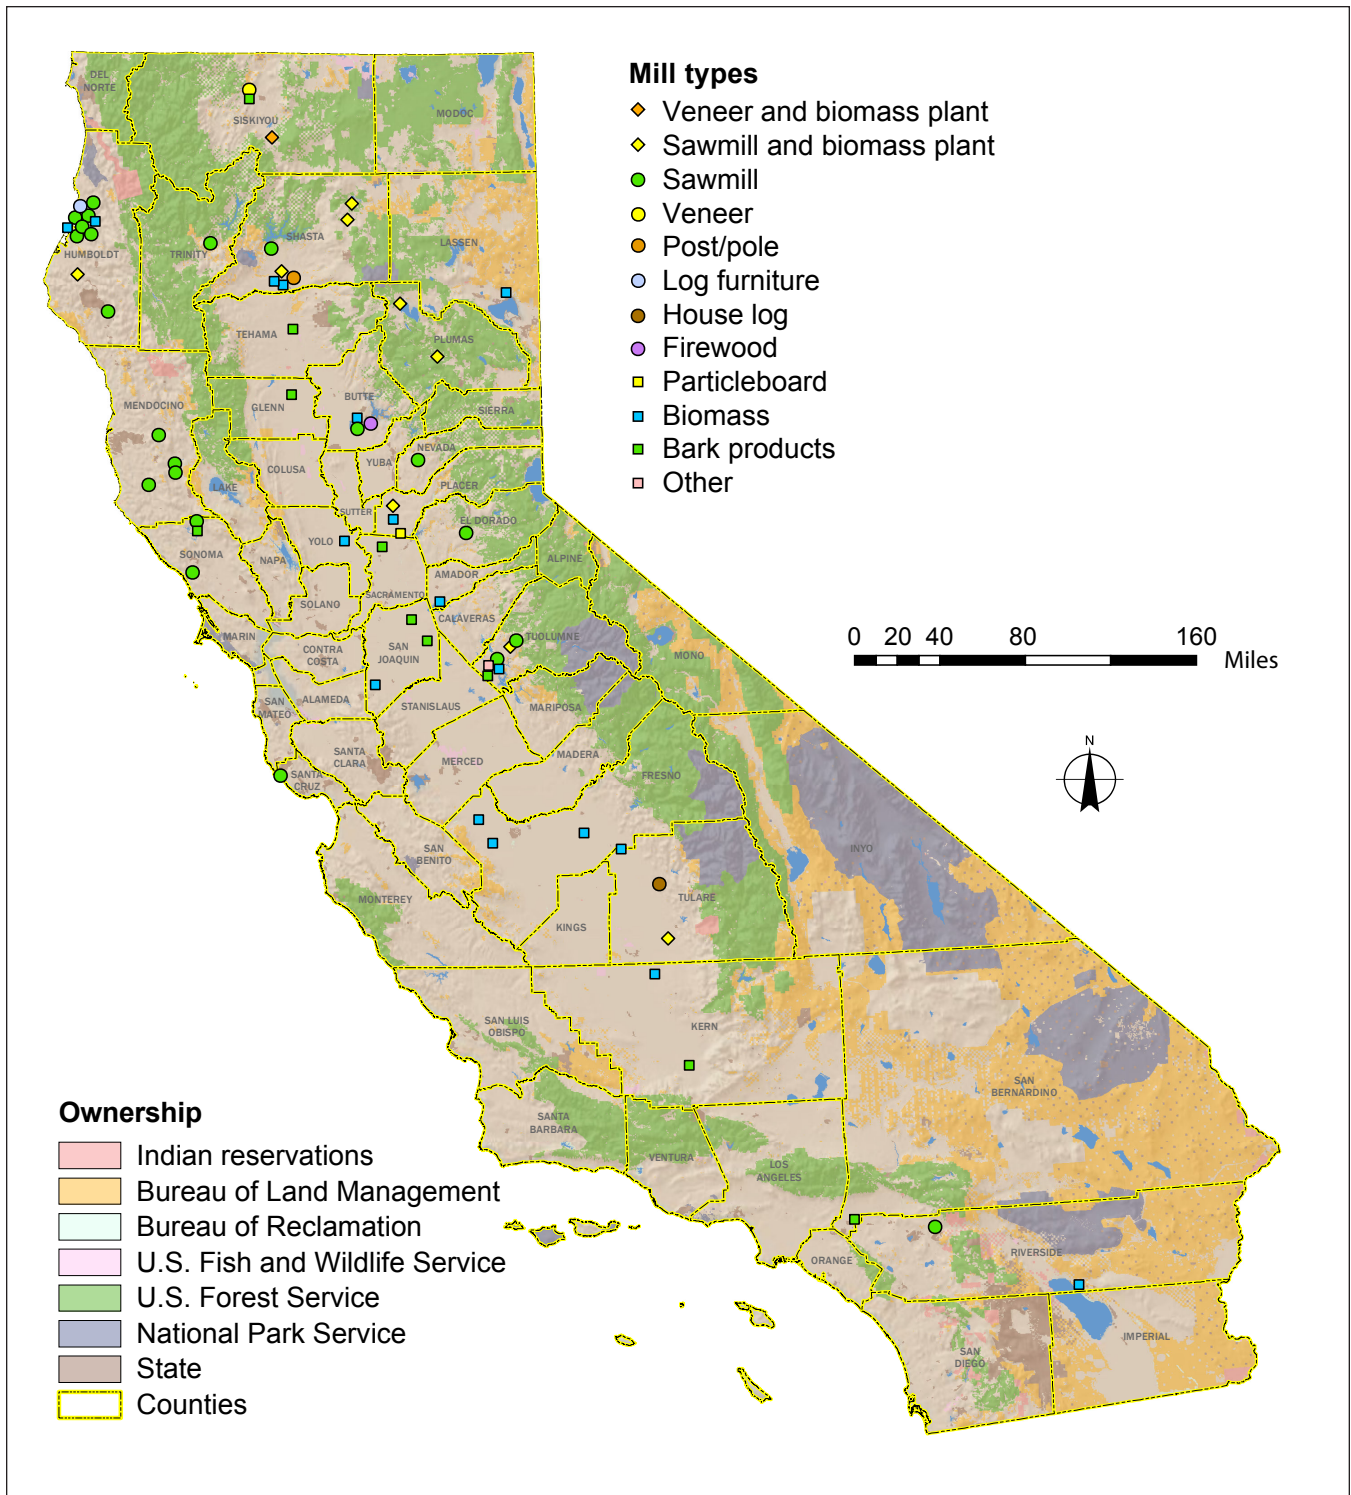 Mill types
Veneer and biomass plant
Sawmill and biomass plant
Sawmill
Veneer
Post/pole
Log furniture
House log
Firewood
Particleboard
Biomass
Bark products
Other
DEL
NORTE
SISKIYOU
MODOC
HUMBOLDT
TRINITY
SHASTA
LASSEN
TEHAMA
PLUMAS
MENDOCINO
GLENN
BUTTE
SIERRA
COLUSA
YUBA
NEVADA
LAKE
PLACER
SUTTER
EL DORADO
SONOMA
NAPA
YOLO
ALPINE
AMADOR
SACRAMENTO
SOLANO
CALAVERAS
MARIN
TUOLUMNE
CONTRA
COSTA
SAN
JOAQUIN
MONO
0 20 40 80 160
Miles
ALAMEDA
SAN
MATEO
STANISLAUS
MARIPOSA
N
SANTA
CLARA
MERCED
MADERA
SANTA
CRUZ
FRESNO
SAN
BENITO
INYO
MONTEREY
TULARE
KINGS
SAN LUIS
OBISPO
KERN
SAN
BERNARDINO
SANTA
BARBARA
VENTURA
LOS
ANGELES
ORANGE
RIVERSIDE
SAN
DIEGO
IMPERIAL
Ownership
Indian reservations
Bureau of Land Management
Bureau of Reclamation
U.S. Fish and Wildlife Service
U.S. Forest Service
National Park Service
State
Counties